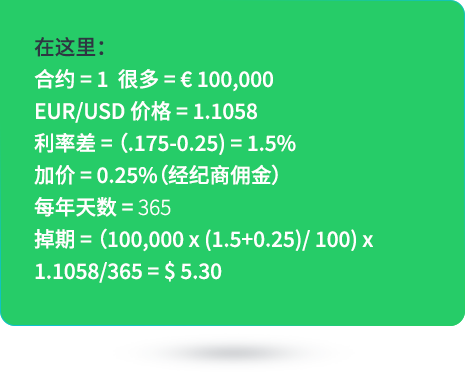 在这里：
合约 = 1 很多 = € 100,000
EUR/USD 价格 = 1.1058
利率差 =（.175-0.25) = 1.5%
加价 = 0.25%（经纪商佣金）
每年天数 = 365
掉期 =（100,000 x (1.5+0.25)/ 100) x
1.1058/365 = $ 5.30